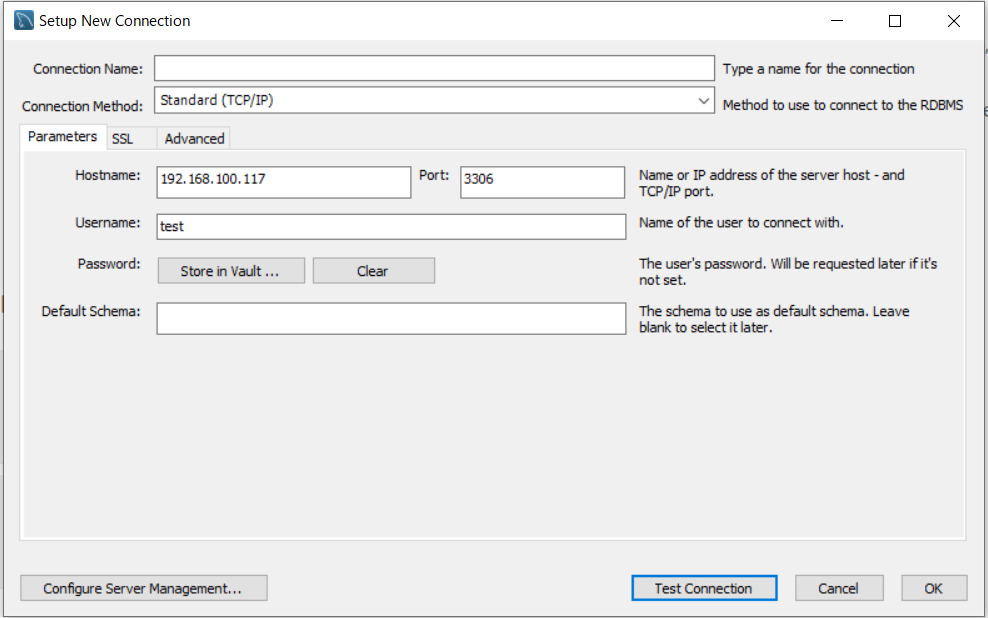 Setup New Connection
Connection Name:
Type a name for the connection
Connection Method: Standard (TCP/IP)
Method to use to connect to the RDBMS
Parameters SSL Advanced
Hostname: 192.168.100.117 Port: 3306
Name or IP address of the server host - and
TCP/IP port.
Username: test
Name of the user to connect with.
Password: Store in Vault ... Clear
The user's password. Will be requested later if it's
not set.
Default Schema:
The schema to use as default schema. Leave
blank to select it later.
Configure Server Management... Test Connection Cancel OK